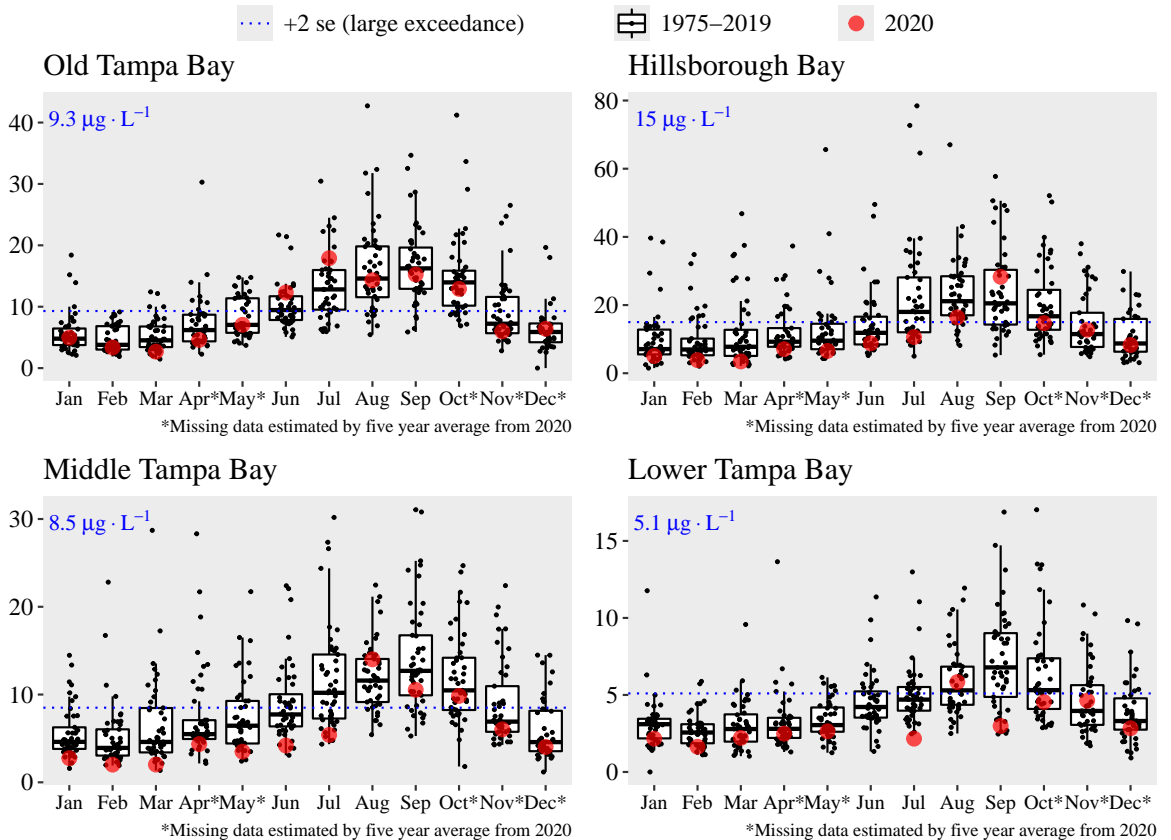 +2 se (large exceedance) 1975–2019 2020
Old Tampa Bay
9.3 μg · L⁻¹
40
30
20
10
0
Jan Feb Mar Apr* May* Jun Jul Aug Sep Oct* Nov* Dec*
*Missing data estimated by five year average from 2020
Hillsborough Bay
15 μg · L⁻¹
80
60
40
20
0
Jan Feb Mar Apr* May* Jun Jul Aug Sep Oct* Nov* Dec*
*Missing data estimated by five year average from 2020
Middle Tampa Bay
8.5 μg · L⁻¹
30
20
10
0
Jan Feb Mar Apr* May* Jun Jul Aug Sep Oct* Nov* Dec*
*Missing data estimated by five year average from 2020
Lower Tampa Bay
5.1 μg · L⁻¹
15
10
5
0
Jan Feb Mar Apr* May* Jun Jul Aug Sep Oct* Nov* Dec*
*Missing data estimated by five year average from 2020